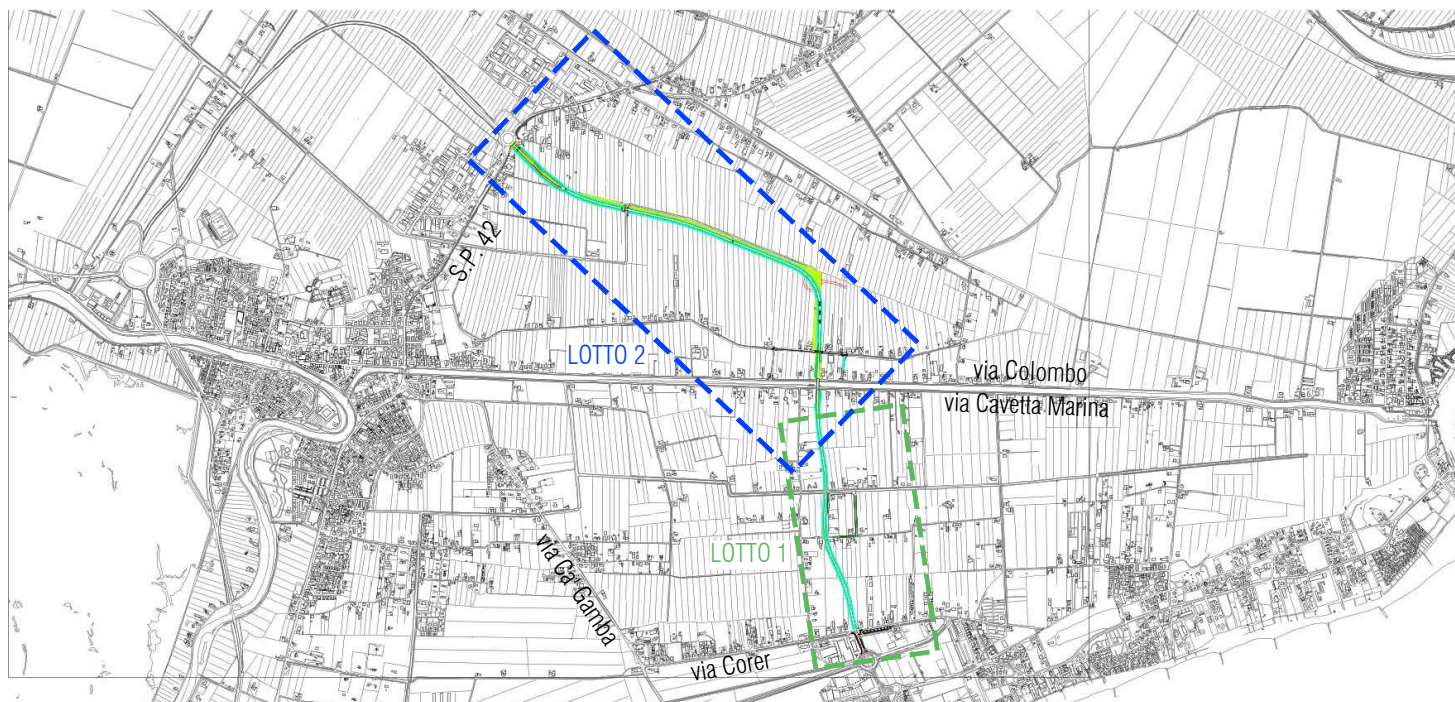 S.P. 42
LOTTO 2
via Colombo
via Cavetta Marina
LOTTO 1
via Ca' Gamba
via Corer